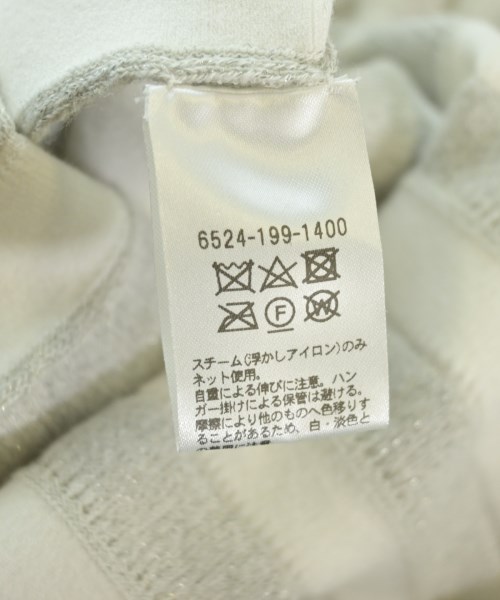 6524-199-1400
F
W
スチーム(浮かしアイロン)のみ
ネット使用。
自重による伸びに注意。ハン
ガー掛けによる保管は避ける。
摩擦により他のものへ色移りす
ることがあるため、白・淡色と